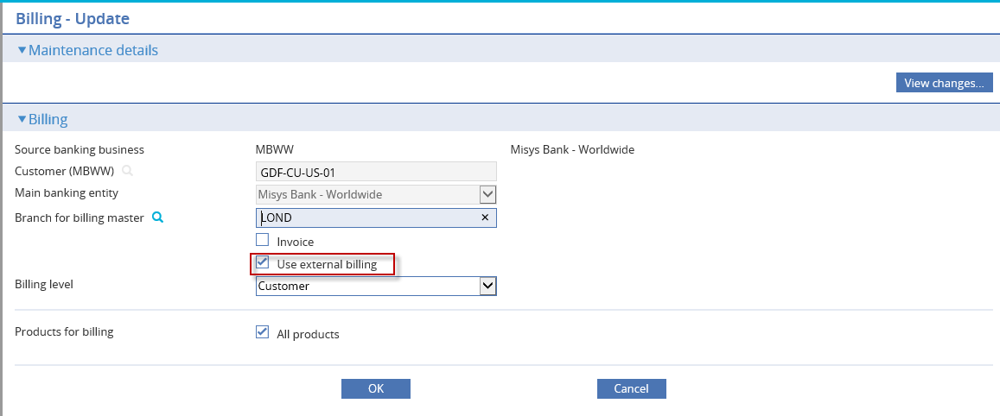 Billing - Update
Maintenance details
View changes...
Billing
Source banking business MBWW Misys Bank - Worldwide
Customer (MBWW) GDF-CU-US-01
Main banking entity Misys Bank - Worldwide
Branch for billing master LOND
Invoice
Use external billing
Billing level Customer
Products for billing All products
OK Cancel